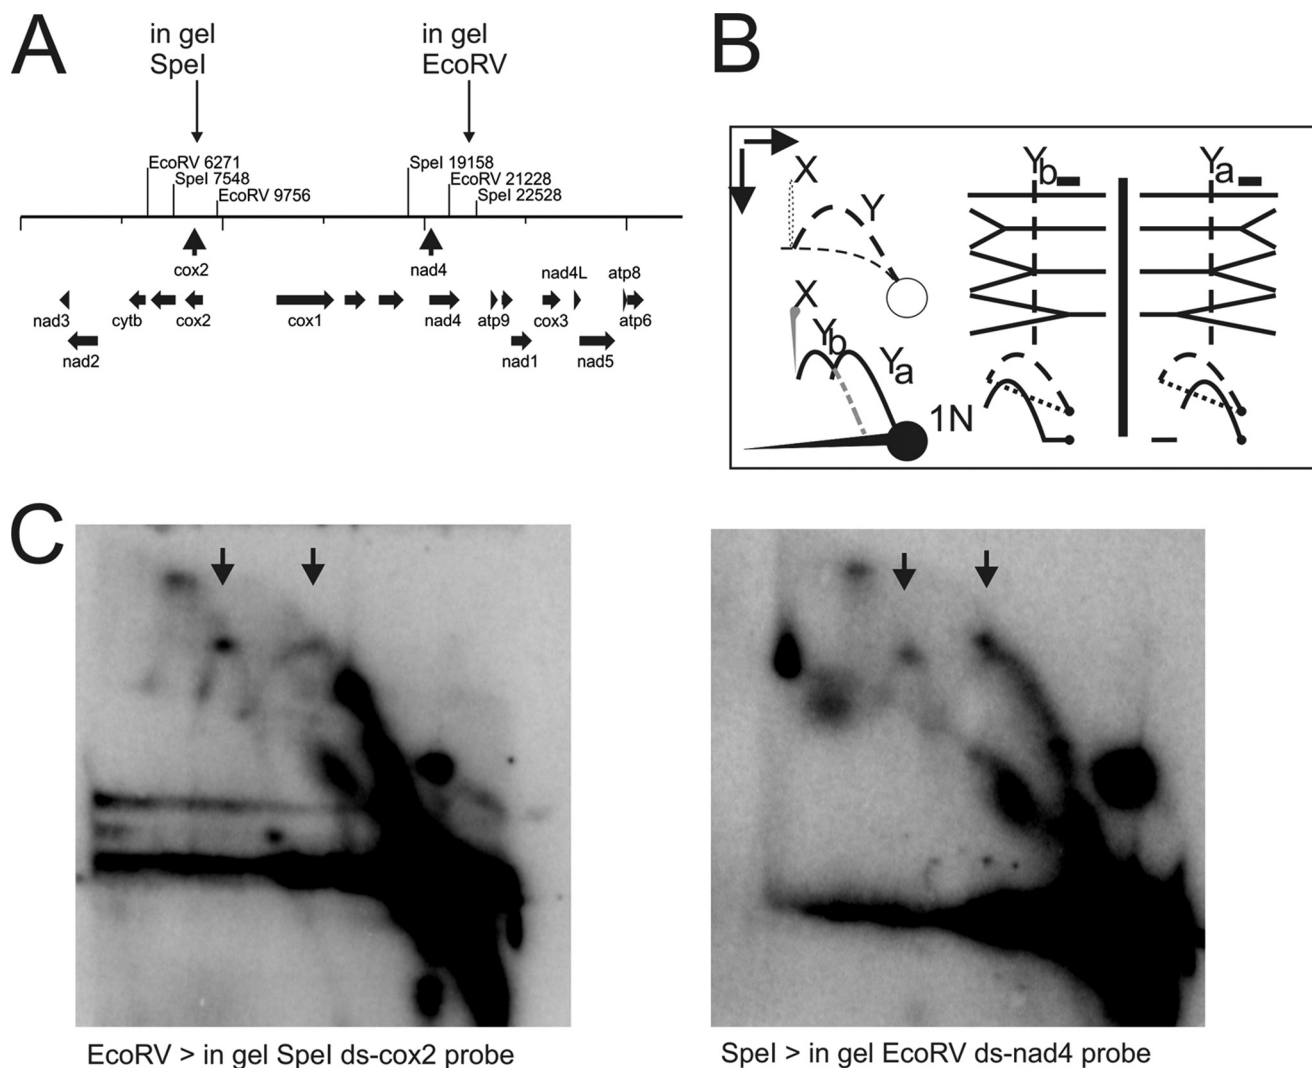 A
in gel
SpeI
in gel
EcoRV
EcoRV 6271
SpeI 7548
EcoRV 9756
SpeI 19158
EcoRV 21228
SpeI 22528
cox2
nad4
nad4L
atp8
nad3
cytb
cox2
cox1
nad4
atp9
cox3
atp6
nad2
nad1
nad5
B
X
Y
X
Yb
Ya
1N
Yb
Ya
C
EcoRV > in gel SpeI ds-cox2 probe
SpeI > in gel EcoRV ds-nad4 probe